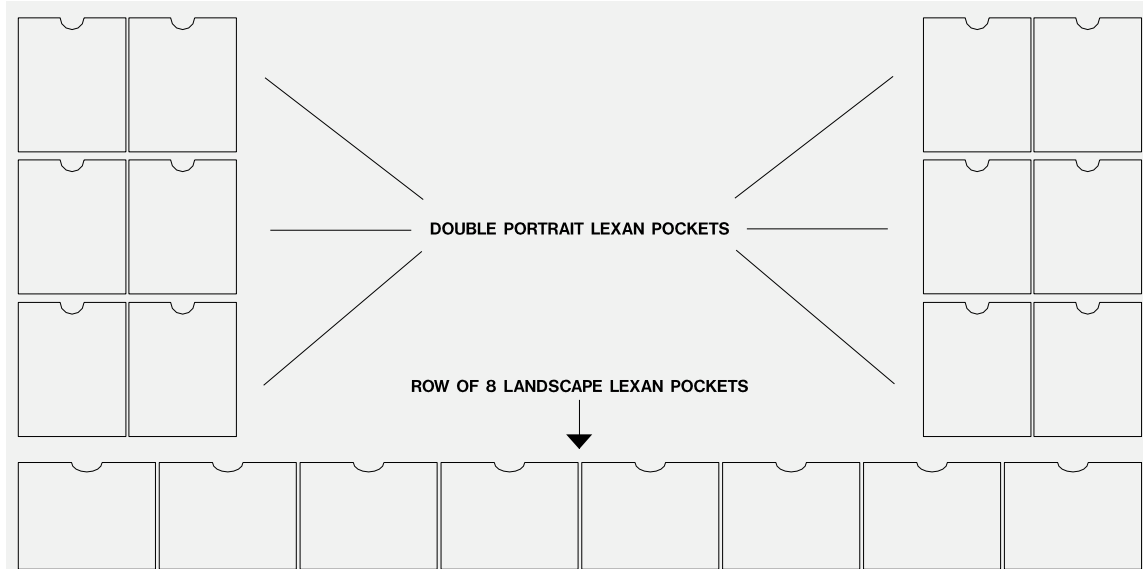 DOUBLE PORTRAIT LEXAN POCKETS
ROW OF 8 LANDSCAPE LEXAN POCKETS